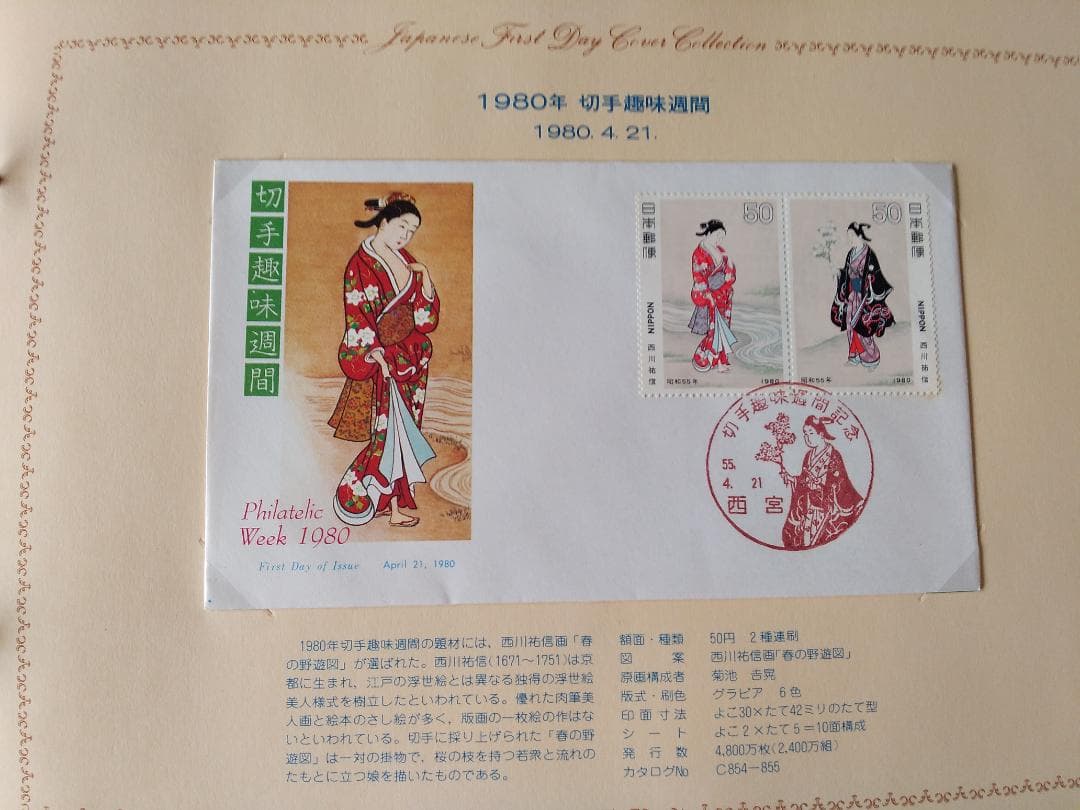 Japanese First Day Cover Collection
1980年 切手趣味週間
1980. 4. 21.
切手趣味週間
Philatelic
Week 1980
First Day of Issue April 21, 1980
50
日本郵便
NIPPON
西川祐信
昭和55年 1980
50
日本郵便
NIPPON
西川祐信
昭和55年 1980
切手趣味週間記念
55.
4. 21
西宮
1980年切手趣味週間の題材には、西川祐信画「春
の野遊図」が選ばれた。西川祐信(1671〜1751)は京
都に生まれ、江戸の浮世絵とは異なる独得の浮世絵
美人様式を樹立したといわれている。優れた肉筆美
人画と絵本のさし絵が多く、版画の一枚絵の作はな
いといわれている。切手に採り上げられた「春の野
遊図」は一対の掛物で、桜の枝を持つ若衆と流れの
たもとに立つ娘を描いたものである。
額面・種類 50円 2種連刷
図案 西川祐信画「春の野遊図」
原画構成者 菊池 吉晃
版式・刷色 グラビア 6色
印面寸法 よこ30×たて42ミリのたて型
シート よこ2×たて5=10面構成
発行数 4,800万枚(2,400万組)
カタログNo C854−855